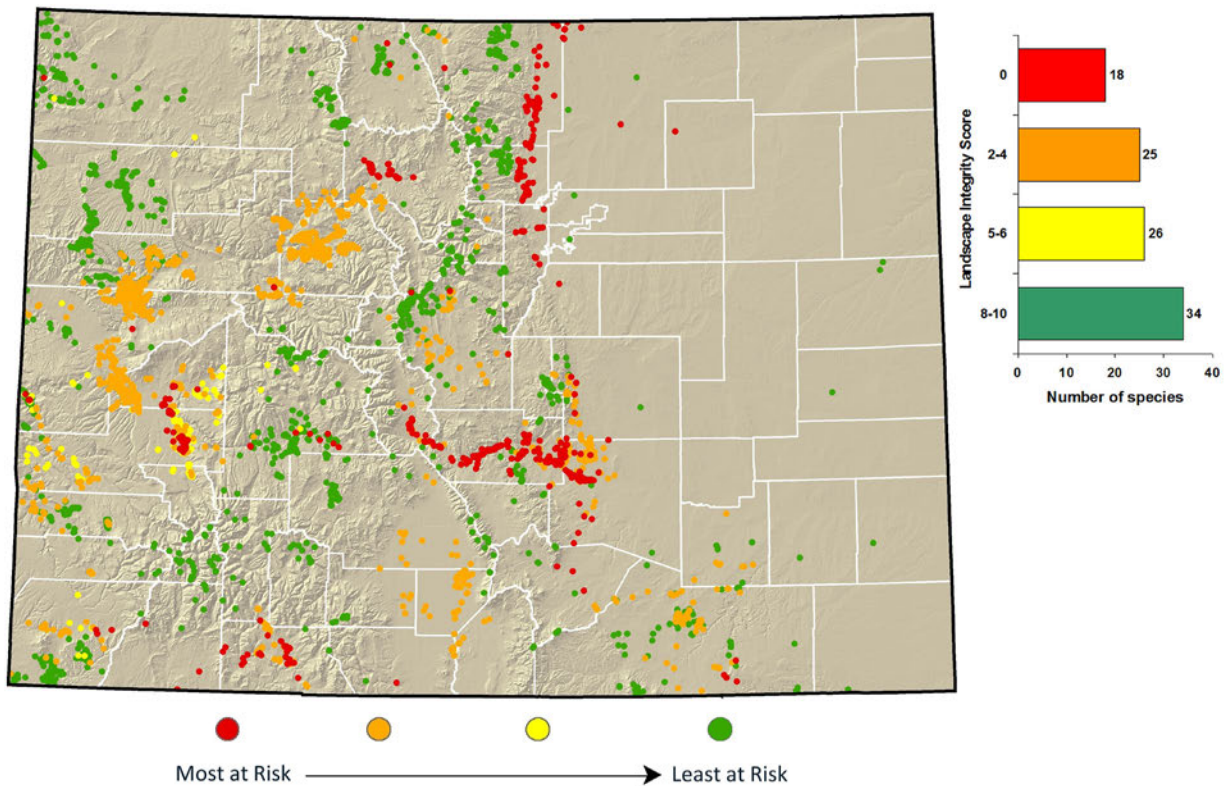 Landscape Integrity Score
0
18
2-4
25
5-6
26
8-10
34
0 10 20 30 40
Number of species
Most at Risk
Least at Risk